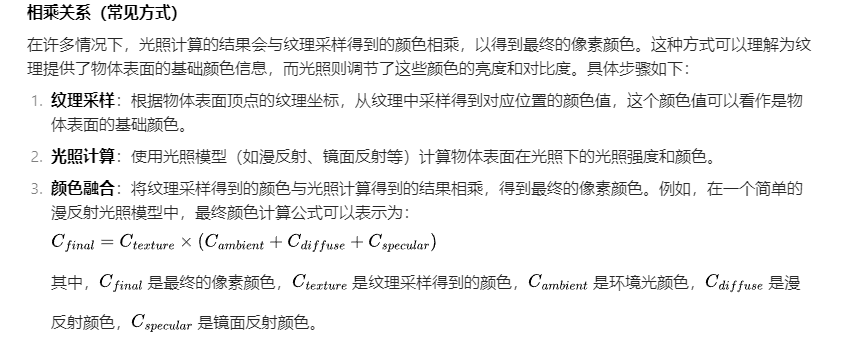 相乘关系（常见方式）
在许多情况下，光照计算的结果会与纹理采样得到的颜色相乘，以得到最终的像素颜色。这种方式可以理解为纹
理提供了物体表面的基础颜色信息，而光照则调节了这些颜色的亮度和对比度。具体步骤如下：
1. 纹理采样：根据物体表面顶点的纹理坐标，从纹理中采样得到对应位置的颜色值，这个颜色值可以看作是物
体表面的基础颜色。
2. 光照计算：使用光照模型（如漫反射、镜面反射等）计算物体表面在光照下的光照强度和颜色。
3. 颜色融合：将纹理采样得到的颜色与光照计算得到的结果相乘，得到最终的像素颜色。例如，在一个简单的
漫反射光照模型中，最终颜色计算公式可以表示为：
C_{final} = C_{texture} × (C_{ambient} + C_{diffuse} + C_{specular})
其中，C_{final} 是最终的像素颜色，C_{texture} 是纹理采样得到的颜色，C_{ambient} 是环境光颜色，C_{diffuse} 是漫
反射颜色，C_{specular} 是镜面反射颜色。